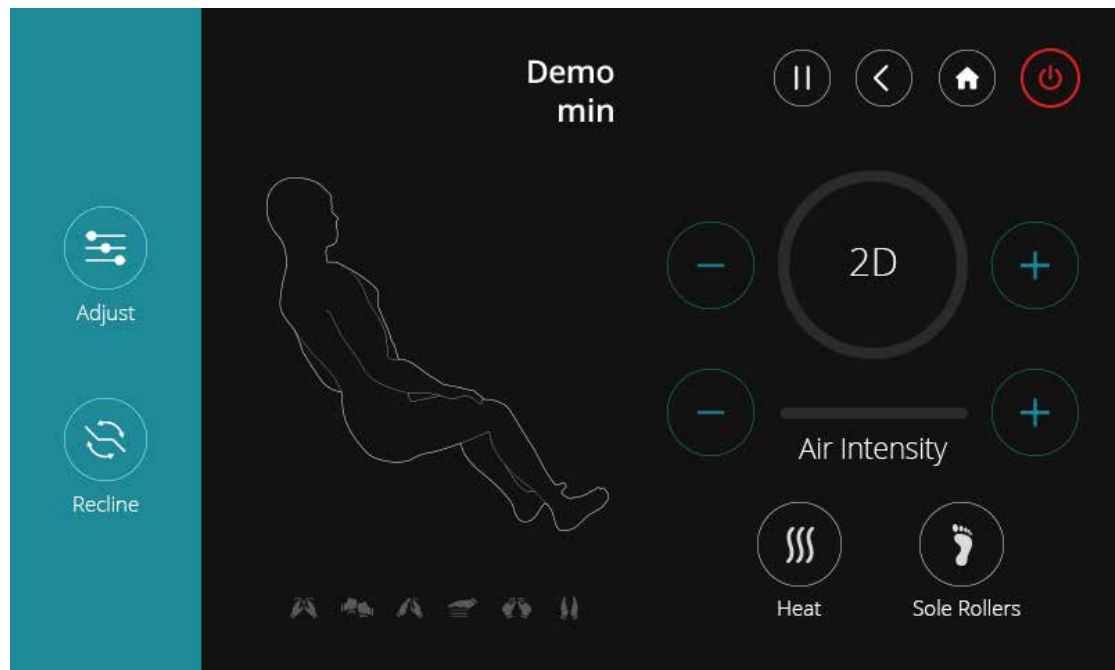 Demo
min
2D
Adjust
Air Intensity
Recline
Heat
Sole Rollers